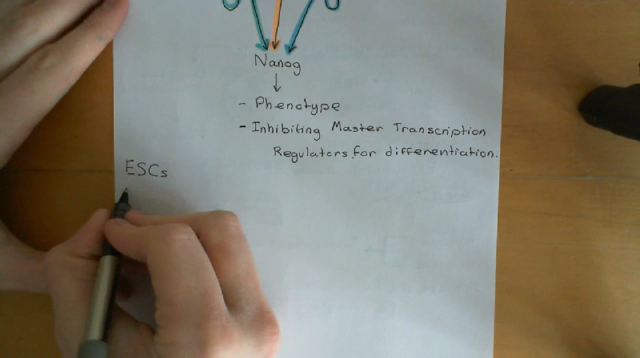 Nanog
- Phenotype
- Inhibiting Master Transcription
Regulators for differentiation.
ESCs